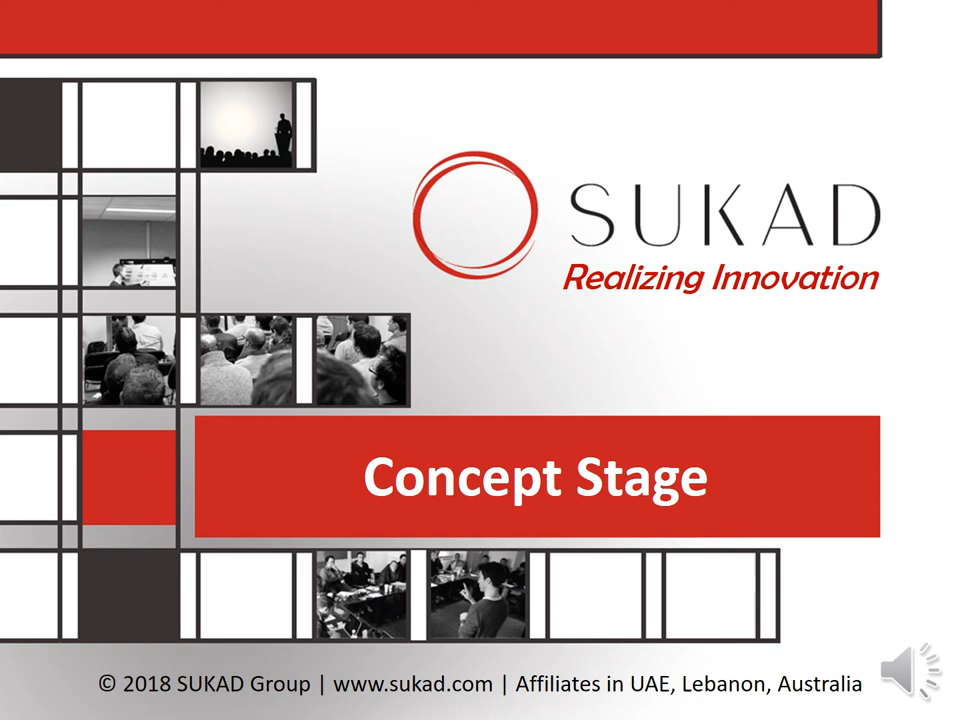 SUKAD
Realizing Innovation
Concept Stage
© 2018 SUKAD Group | www.sukad.com | Affiliates in UAE, Lebanon, Australia